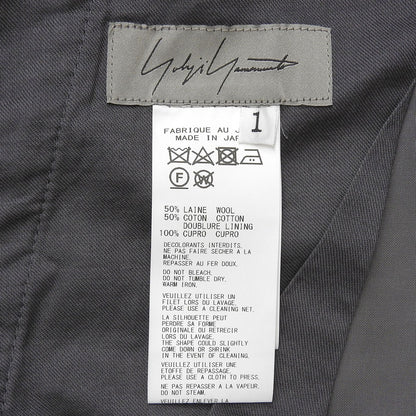 Yohji Yamamoto
1
FABRIQUE AU
MADE IN JAP
F W
50% LAINE WOOL
50% COTON COTTON
DOUBLURE LINING
100% CUPRO CUPRO
DECOLORANTS INTERDITS.
NE PAS FAIRE SECHER A LA
MACHINE.
REPASSER AU FER DOUX.
DO NOT BLEACH.
DO NOT TUMBLE DRY.
WARM IRON.
VEUILLEZ UTILISER UN
FILET LORS DU LAVAGE.
PLEASE USE A CLEANING NET.
LA SILHOUETTE PEUT
PERDRE SA FORME
ORIGINALE OU RETRECIR
LORS DU LAVAGE.
THE SHAPE COULD SLIGHTLY
COME DOWN OR SHRINK
IN THE EVENT OF CLEANING.
VEUILLEZ UTILISER UNE
ETOFFE DE REPASSAGE.
PLEASE USE A CLOTH TO PRESS.
NE PAS REPASSER A LA VAPEUR.
DO NOT STEAM.
VEUILLEZ ENLEVER LA